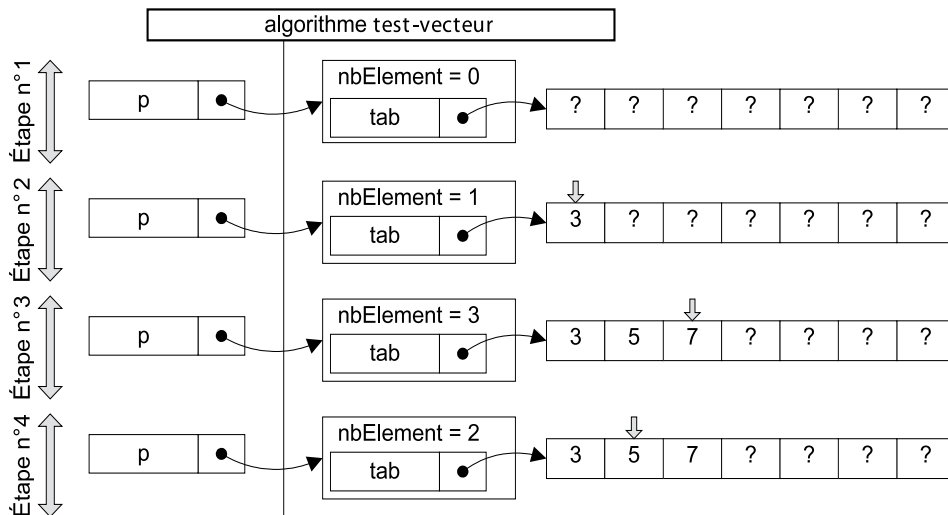 algorithme test-vecteur
Étape n°1
p
nbElement = 0
tab
? ? ? ? ? ? ?
Étape n°2
p
nbElement = 1
tab
3 ? ? ? ? ? ?
Étape n°3
p
nbElement = 3
tab
3 5 7 ? ? ? ?
Étape n°4
p
nbElement = 2
tab
3 5 7 ? ? ? ?